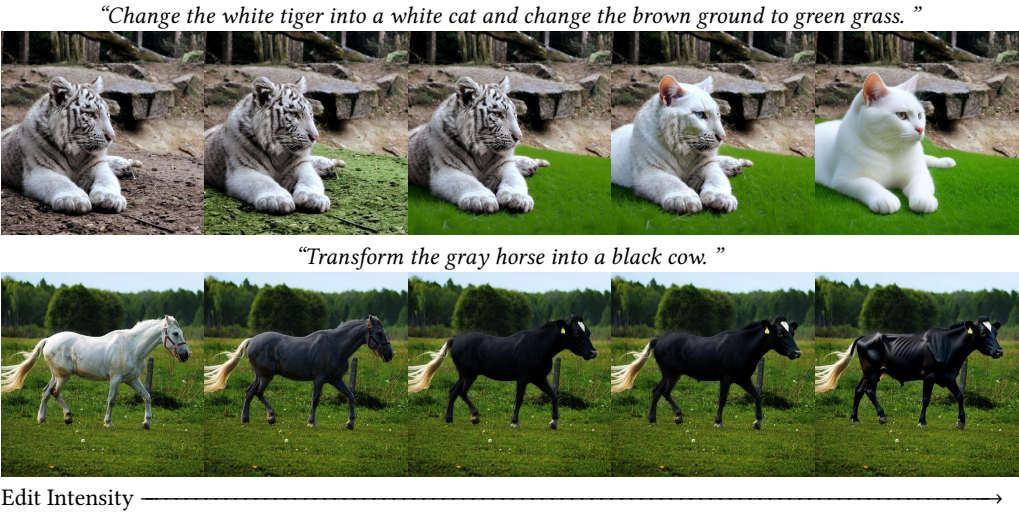 “Change the white tiger into a white cat and change the brown ground to green grass. ”
“Transform the gray horse into a black cow. ”
Edit Intensity